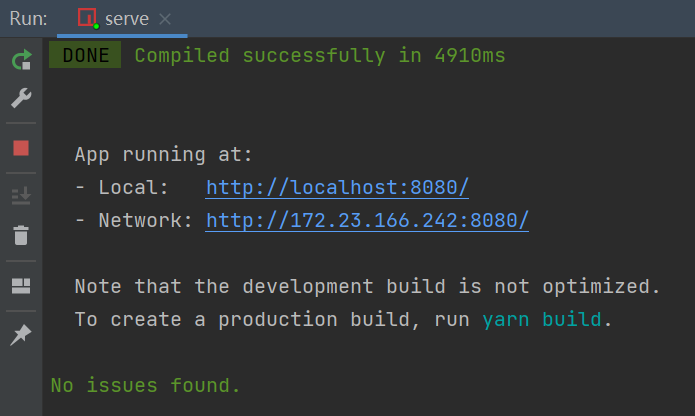 Run: serve
DONE Compiled successfully in 4910ms
App running at:
- Local: http://localhost:8080/
- Network: http://172.23.166.242:8080/
Note that the development build is not optimized.
To create a production build, run yarn build.
No issues found.